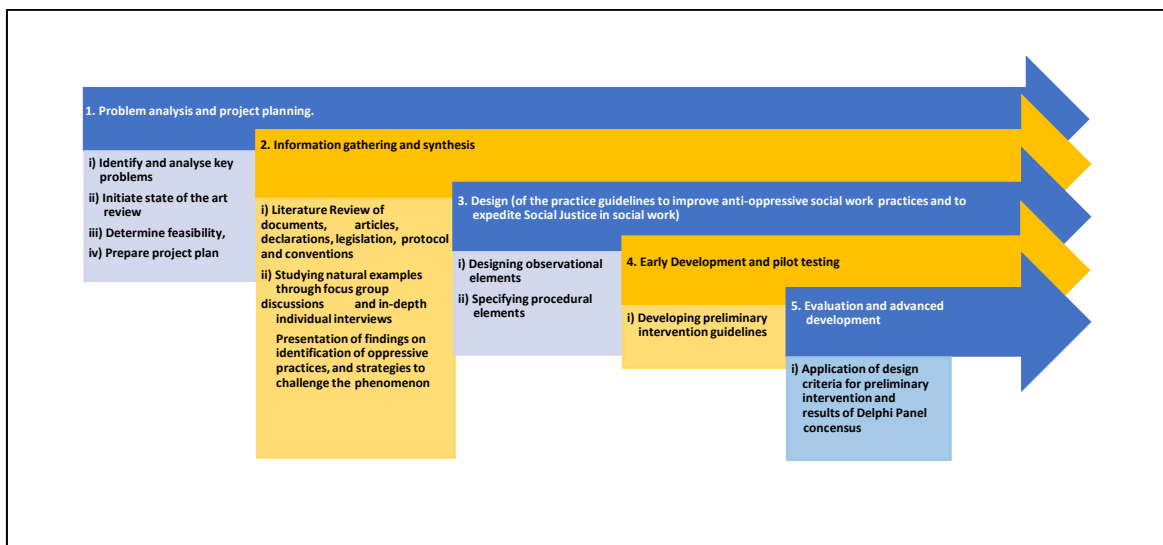 1. Problem analysis and project planning.
i) Identify and analyse key
problems
ii) Initiate state of the art
review
iii) Determine feasibility,
iv) Prepare project plan
2. Information gathering and synthesis
i) Literature Review of
documents, articles,
declarations, legislation, protocol
and conventions
ii) Studying natural examples
through focus group
discussions and in-depth
individual interviews
Presentation of findings on
identification of oppressive
practices, and strategies to
challenge the phenomenon
3. Design (of the practice guidelines to improve anti-oppressive social work practices and to
expedite Social Justice in social work)
i) Designing observational
elements
ii) Specifying procedural
elements
4. Early Development and pilot testing
i) Developing preliminary
intervention guidelines
5. Evaluation and advanced
development
i) Application of design
criteria for preliminary
intervention and
results of Delphi Panel
concensus